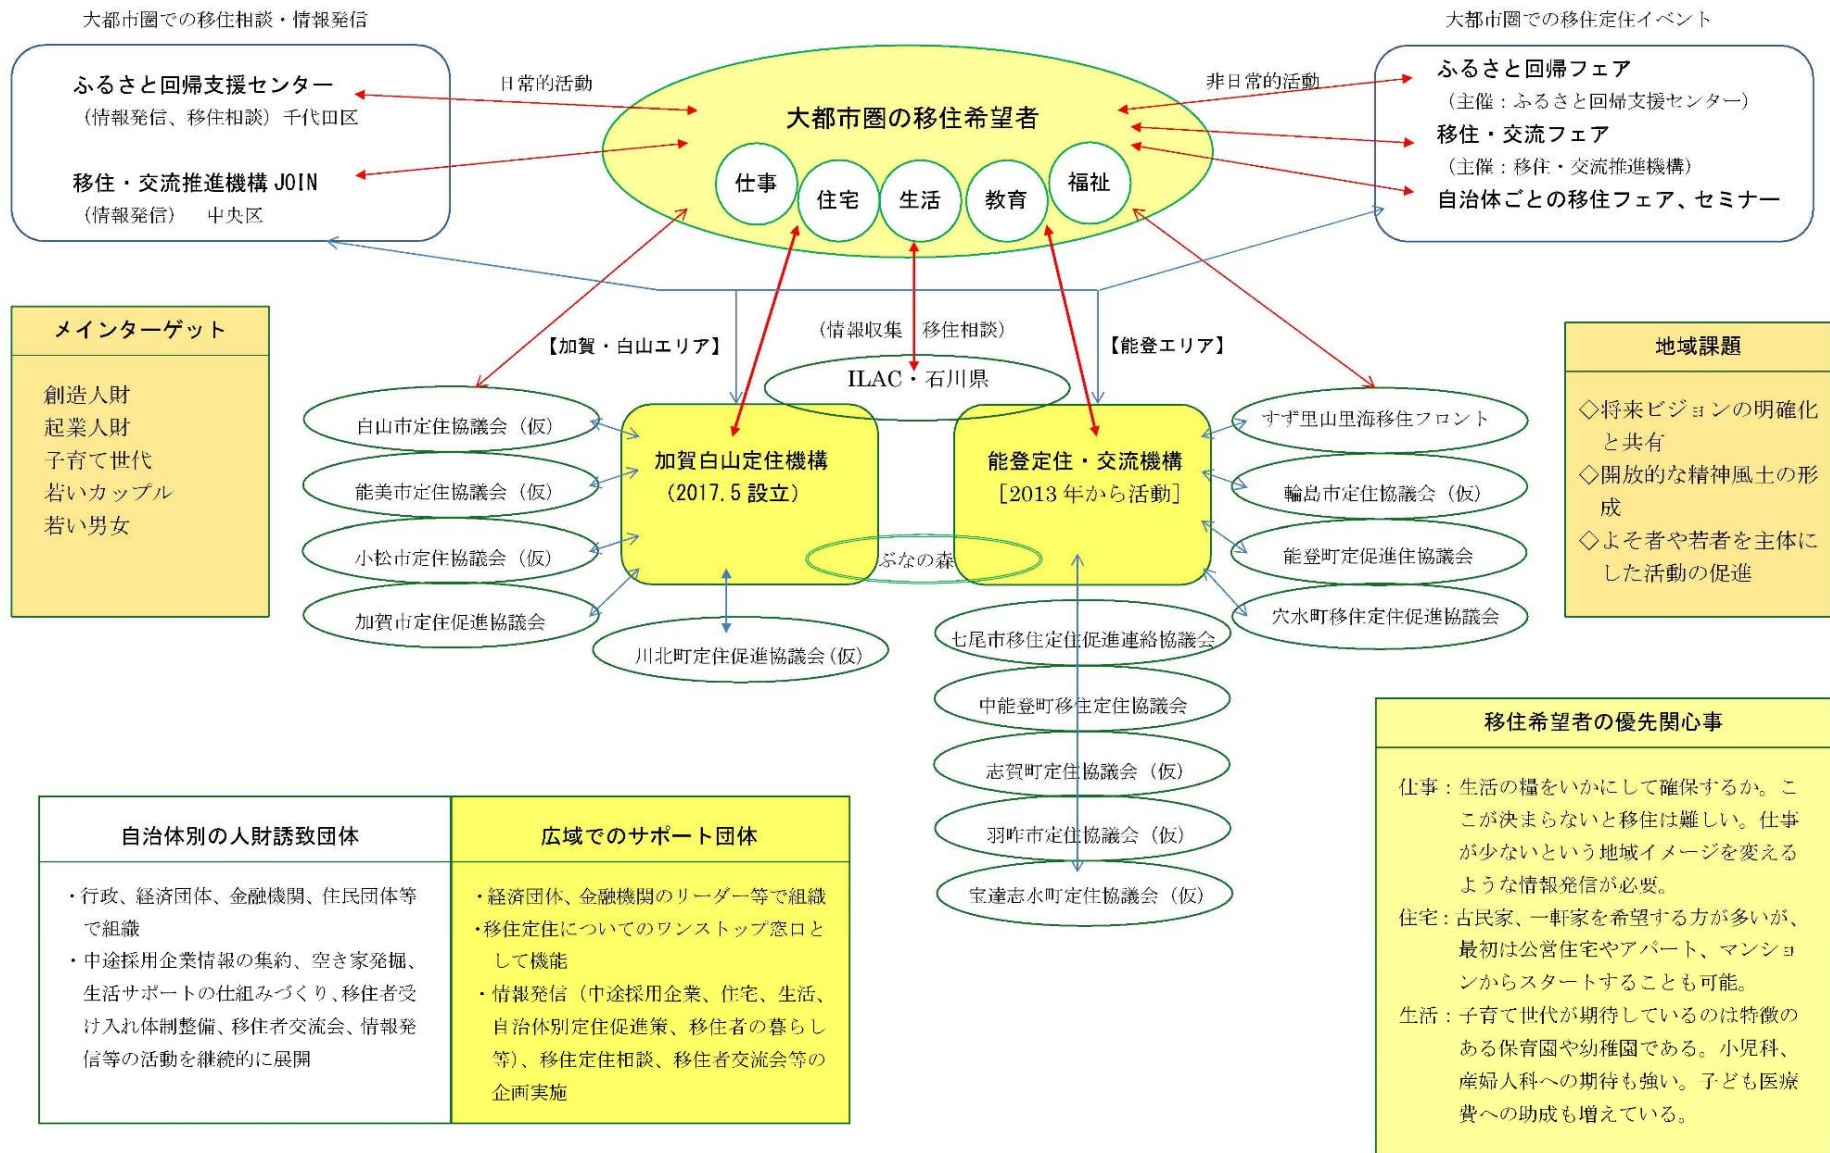 大都市圏での移住相談・情報発信
大都市圏での移住定住イベント
ふるさと回帰支援センター
(情報発信、移住相談) 千代田区
移住・交流推進機構 JOIN
(情報発信) 中央区
日常的活動
大都市圏の移住希望者
仕事
住宅
生活
教育
福祉
非日常的活動
ふるさと回帰フェア
(主催:ふるさと回帰支援センター)
移住・交流フェア
(主催:移住・交流推進機構)
自治体ごとの移住フェア、セミナー
メインターゲット
創造人財
起業人財
子育て世代
若いカップル
若い男女
【加賀・白山エリア】
(情報収集 移住相談)
【能登エリア】
ILAC・石川県
地域課題
◇将来ビジョンの明確化
と共有
◇開放的な精神風土の形
成
◇よそ者や若者を主体に
した活動の促進
白山市定住協議会(仮)
能美市定住協議会(仮)
小松市定住協議会(仮)
加賀市定住促進協議会
川北町定住促進協議会(仮)
加賀白山定住機構
(2017.5 設立)
ぶなの森
能登定住・交流機構
[2013 年から活動]
すず里山里海移住フロント
輪島市定住協議会(仮)
能登町定促進住協議会
穴水町移住定住促進協議会
七尾市移住定住促進連絡協議会
中能登町移住定住協議会
志賀町定住協議会(仮)
羽咋市定住協議会(仮)
宝達志水町定住協議会(仮)
自治体別の人財誘致団体
・行政、経済団体、金融機関、住民団体等
で組織
・中途採用企業情報の集約、空き家発掘、
生活サポートの仕組みづくり、移住者受
け入れ体制整備、移住者交流会、情報発
信等の活動を継続的に展開
広域でのサポート団体
・経済団体、金融機関のリーダー等で組織
・移住定住についてのワンストップ窓口と
して機能
・情報発信(中途採用企業、住宅、生活、
自治体別定住促進策、移住者の暮らし
等)、移住定住相談、移住者交流会等の
企画実施
移住希望者の優先関心事
仕事:生活の糧をいかにして確保するか。こ
こが決まらないと移住は難しい。仕事
が少ないという地域イメージを変える
ような情報発信が必要。
住宅:古民家、一軒家を希望する方が多いが、
最初は公営住宅やアパート、マンショ
ンからスタートすることも可能。
生活:子育て世代が期待しているのは特徴の
ある保育園や幼稚園である。小児科、
産婦人科への期待も強い。子ども医療
費への助成も増えている。